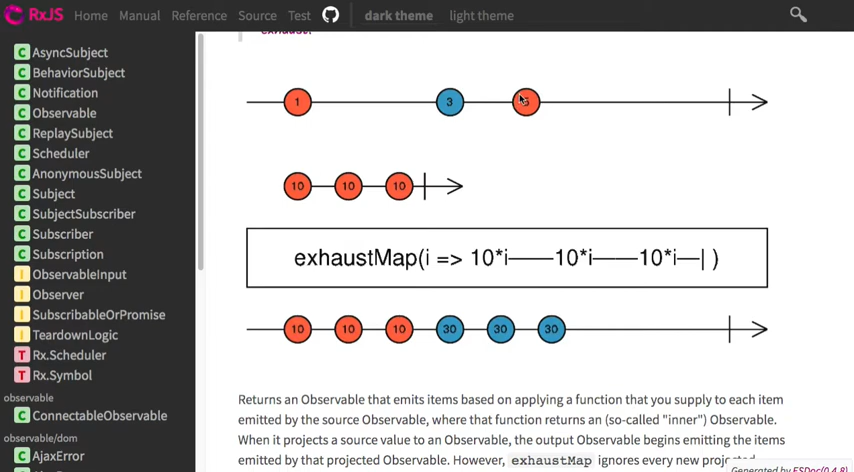 RxJS Home Manual Reference Source Test dark theme light theme
exhaust.
C AsyncSubject
C BehaviorSubject
C Notification
C Observable
C ReplaySubject
C Scheduler
C AnonymousSubject
C Subject
C SubjectSubscriber
C Subscriber
C Subscription
I ObservableInput
I Observer
I SubscribableOrPromise
I TeardownLogic
T Rx.Scheduler
T Rx.Symbol
observable
C ConnectableObservable
observable/dom
C AjaxError
1 3
10 10 10
exhaustMap(i => 10*i——10*i——10*i—| )
10 10 10 30 30 30
Returns an Observable that emits items based on applying a function that you supply to each item
emitted by the source Observable, where that function returns an (so-called "inner") Observable.
When it projects a source value to an Observable, the output Observable begins emitting the items
emitted by that projected Observable. However, exhaustMap ignores every new
Generated by ESDoc(0.4.8)